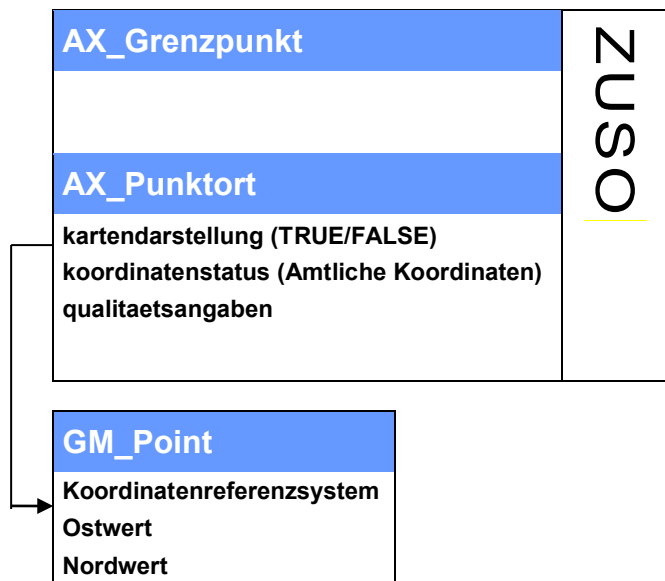 AX_Grenzpunkt
ZUSO
AX_Punktort
kartendarstellung (TRUE/FALSE)
koordinatenstatus (Amtliche Koordinaten)
qualitaetsangaben
GM_Point
Koordinatenreferenzsystem
Ostwert
Nordwert